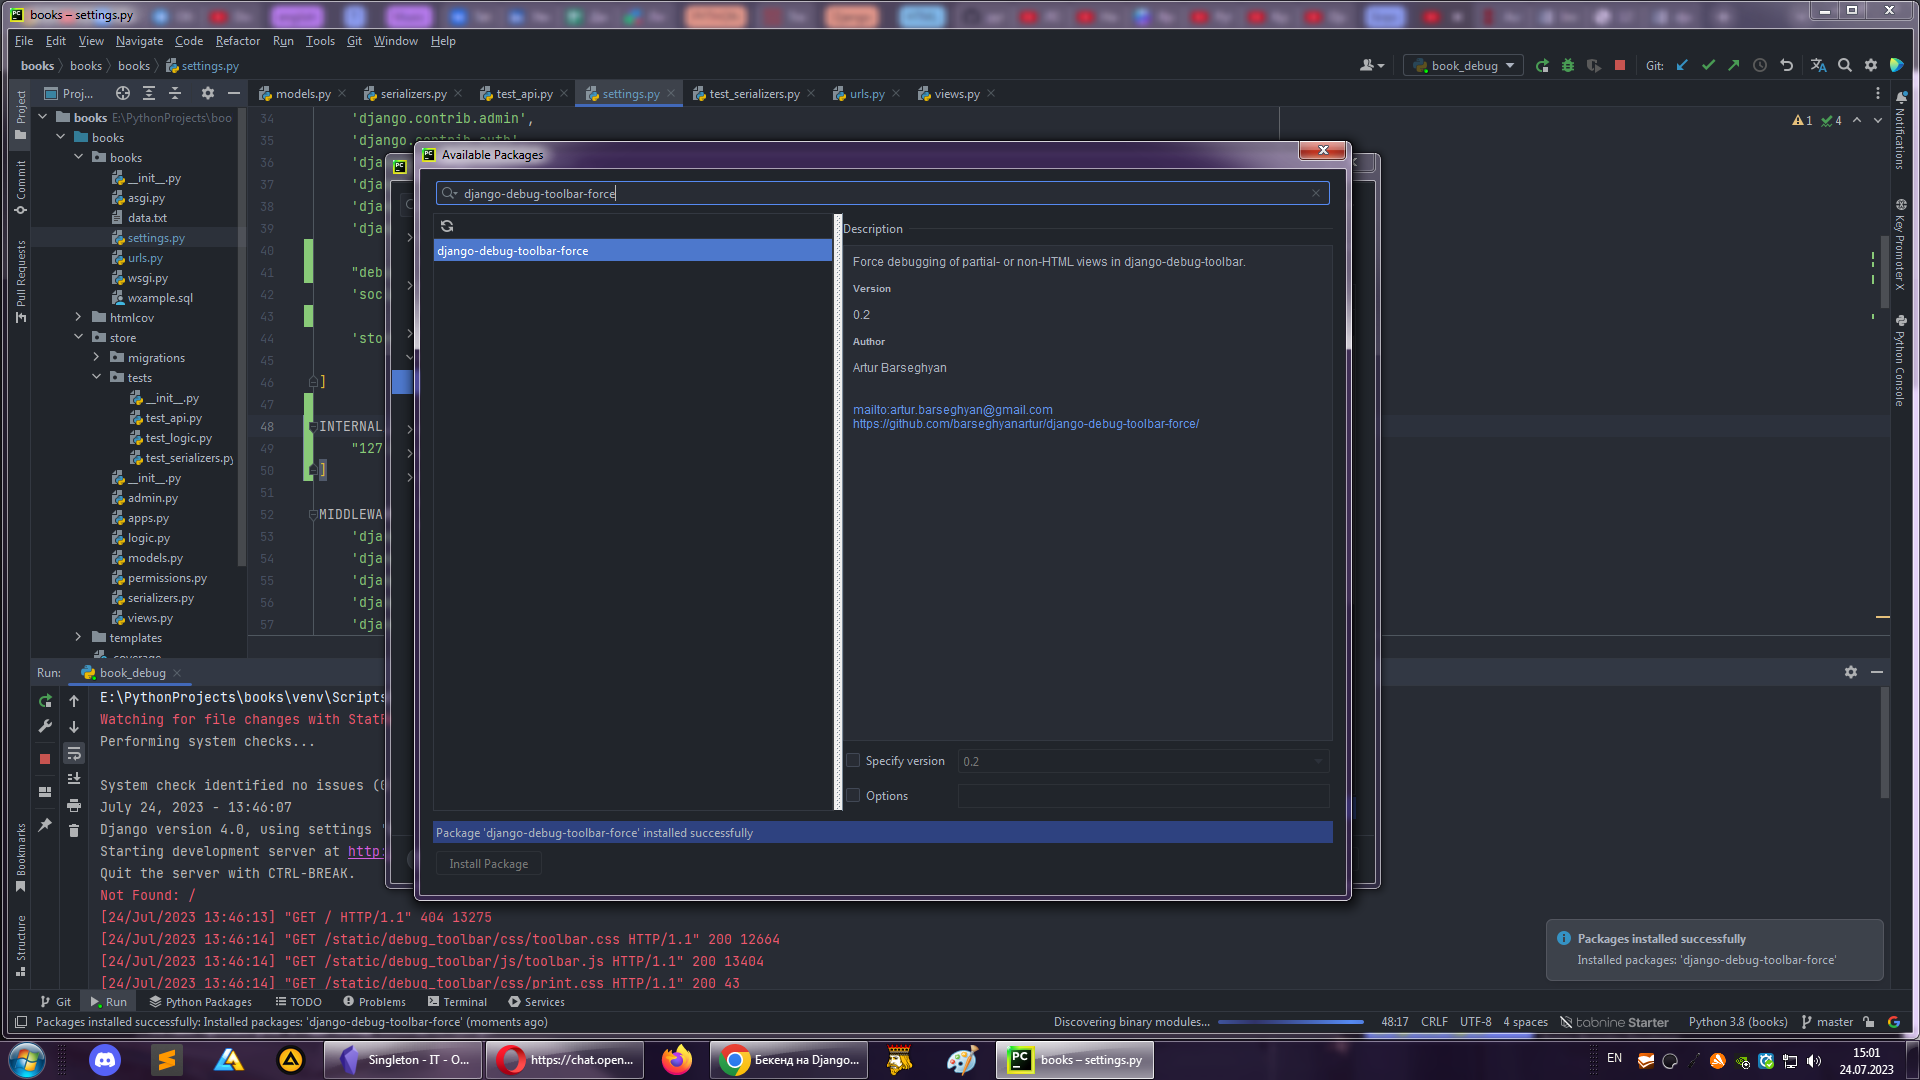 books – settings.py
File Edit View Navigate Code Refactor Run Tools Git Window Help
books books books settings.py
book_debug
Git:
Proj...
models.py
serializers.py
test_api.py
settings.py
test_serializers.py
urls.py
views.py
Project
Commit
Pull Requests
Bookmarks
Structure
Notifications
Key Promoter X
Python Console
books E:\PythonProjects\boo
books
books
__init__.py
asgi.py
data.txt
settings.py
urls.py
wsgi.py
wxample.sql
htmlcov
store
migrations
tests
__init__.py
test_api.py
test_logic.py
test_serializers.py
__init__.py
admin.py
apps.py
logic.py
models.py
permissions.py
serializers.py
views.py
templates
.coverage
34 'django.contrib.admin',
35 'django.contrib.auth'
36 'dja
37 'dja
38 'dja
39 'dja
40
41 "deb
42 'soc
43
44 'sto
45
46 ]
47
48 INTERNAL
49 "127
50 ]
51
52 MIDDLEWA
53 'dja
54 'dja
55 'dja
56 'dja
57 'dja
1 4
Available Packages
django-debug-toolbar-force
django-debug-toolbar-force
Description
Force debugging of partial- or non-HTML views in django-debug-toolbar.
Version
0.2
Author
Artur Barseghyan
mailto:artur.barseghyan@gmail.com
https://github.com/barseghyanartur/django-debug-toolbar-force/
Specify version 0.2
Options
Package 'django-debug-toolbar-force' installed successfully
Install Package
Run: book_debug
E:\PythonProjects\books\venv\Scripts
Watching for file changes with StatR
Performing system checks...
System check identified no issues (0
July 24, 2023 - 13:46:07
Django version 4.0, using settings '
Starting development server at http:
Quit the server with CTRL-BREAK.
Not Found: /
[24/Jul/2023 13:46:13] "GET / HTTP/1.1" 404 13275
[24/Jul/2023 13:46:14] "GET /static/debug_toolbar/css/toolbar.css HTTP/1.1" 200 12664
[24/Jul/2023 13:46:14] "GET /static/debug_toolbar/js/toolbar.js HTTP/1.1" 200 13404
[24/Jul/2023 13:46:14] "GET /static/debug_toolbar/css/print.css HTTP/1.1" 200 43
Packages installed successfully
Installed packages: 'django-debug-toolbar-force'
Git Run Python Packages TODO Problems Terminal Services
Packages installed successfully: Installed packages: 'django-debug-toolbar-force' (moments ago)
Discovering binary modules... 48:17 CRLF UTF-8 4 spaces tabnine Starter Python 3.8 (books) master
Singleton - IT - O...
https://chat.open...
Бекенд на Django...
books – settings.py
EN
15:01
24.07.2023